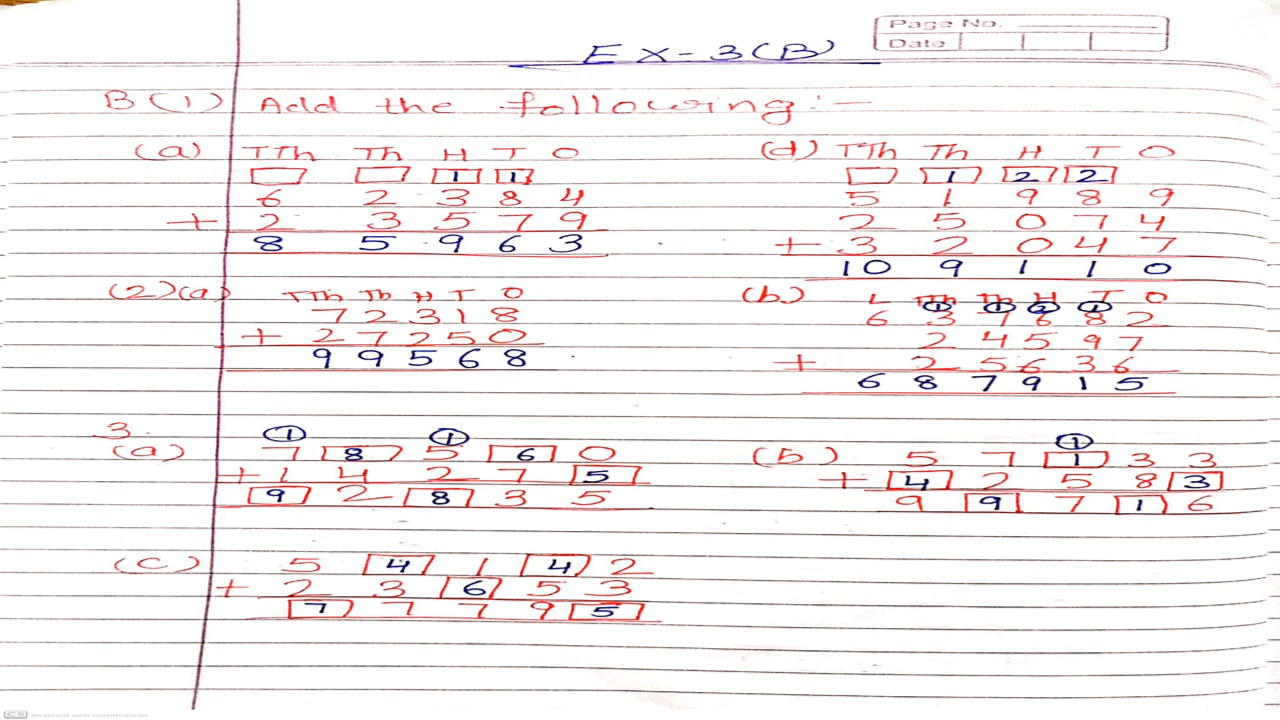 Page No.
Date
EX-3(B)
B(1) Add the following:-
(a) TTh Th H T O
1 1
6 2 3 8 4
+ 2 3 5 7 9
8 5 9 6 3
(d) TTh Th H T O
1 2 2
5 1 9 8 9
2 5 0 7 4
+ 3 2 0 4 7
10 9 1 1 0
(2)(a) TTh Th H T O
7 2 3 1 8
+ 2 7 2 5 0
9 9 5 6 8
(b) L TTh Th H T O
1 1 2 1
6 3 7 6 8 2
2 4 5 9 7
+ 2 5 6 3 6
6 8 7 9 1 5
3.
(a) 1 1
7 8 5 6 0
+ 1 4 2 7 5
9 2 8 3 5
(b) 1
5 7 1 3 3
+ 4 2 5 8 3
9 9 7 1 6
(c) 5 4 1 4 2
+ 2 3 6 5 3
7 7 7 9 5
CS Scanned with CamScanner